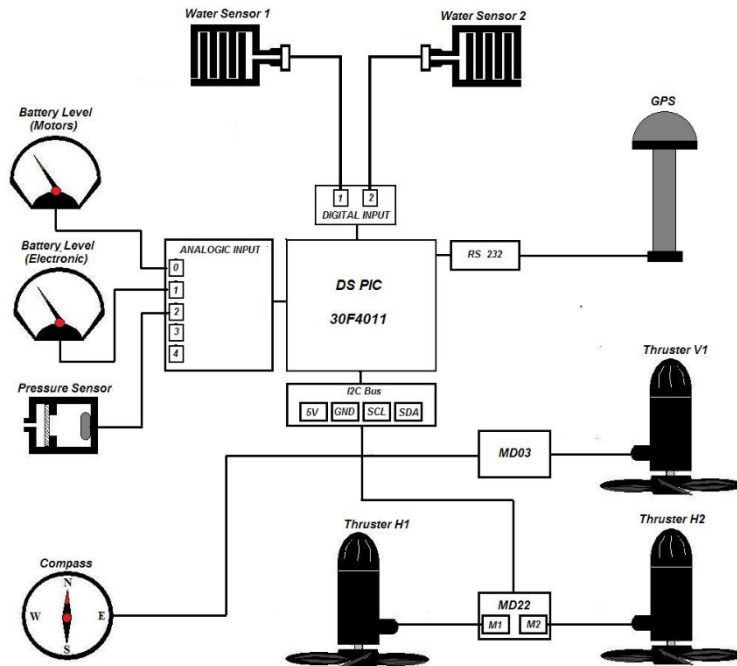 Water Sensor 1
Water Sensor 2
GPS
Battery Level
(Motors)
1
2
DIGITAL INPUT
ANALOGIC INPUT
RS 232
0
Battery Level
(Electronic)
1
DS PIC
30F4011
2
3
4
Thruster V1
Pressure Sensor
I2C Bus
5V
GND
SCL
SDA
MD03
Thruster H1
Thruster H2
Compass
N
W
E
S
MD22
M1
M2